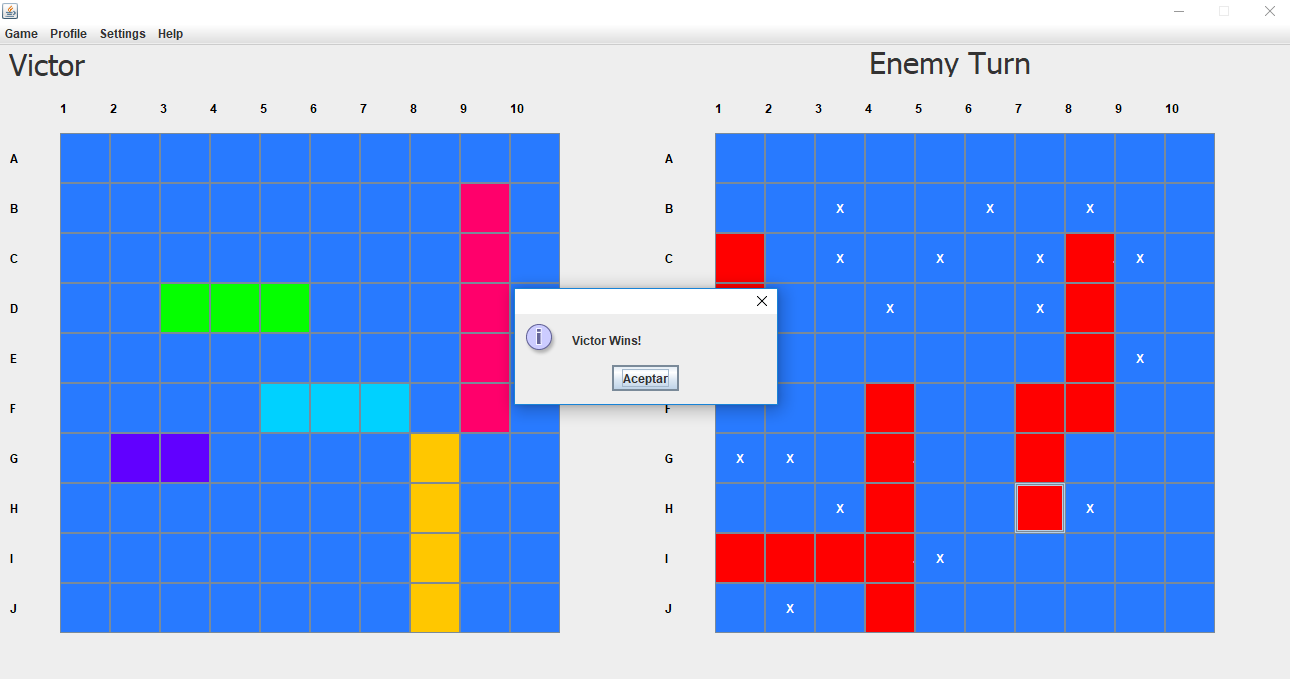 Game Profile Settings Help
Victor
Enemy Turn
1 2 3 4 5 6 7 8 9 10
1 2 3 4 5 6 7 8 9 10
A
A
B
B X X X
C
C X X X X
D
X X
E
X
F
F
G
G X X
H
H X X
I
I X
J
J X
Victor Wins!
Aceptar